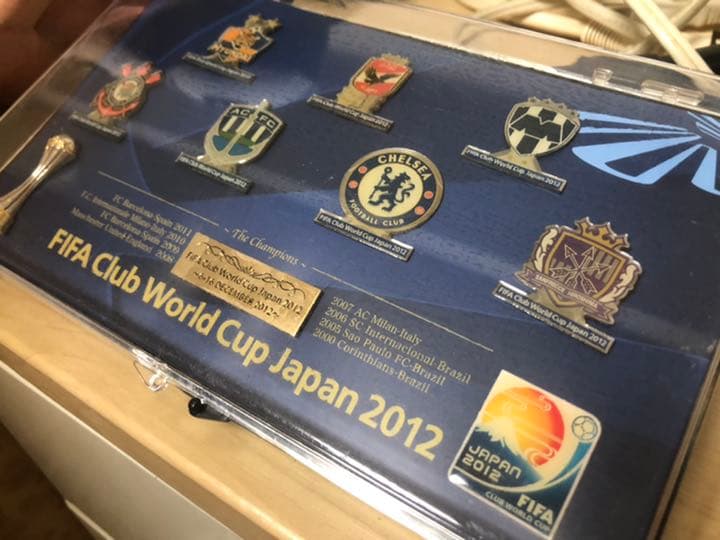 FIFA Club World Cup Japan 2012
FIFA Club World Cup Japan 2012
ACFC
FIFA Club World Cup Japan 2012
FIFA Club World Cup Japan 2012
CHELSEA
FOOTBALL CLUB
FIFA Club World Cup Japan 2012
FIFA Club World Cup Japan 2012
~ The Champions ~
FC Barcelona-Spain 2011
F.C. Internazionale Milano-Italy 2010
FC Barcelona-Spain 2009
Manchester United-England 2008
FIFA Club World Cup Japan 2012
~6-16 DECEMBER 2012~
2007 AC Milan-Italy
2006 SC Internacional-Brazil
2005 Sao Paulo FC-Brazil
2000 Corinthians-Brazil
FIFA Club World Cup Japan 2012
JAPAN
2012
FIFA
CLUB WORLD CUP